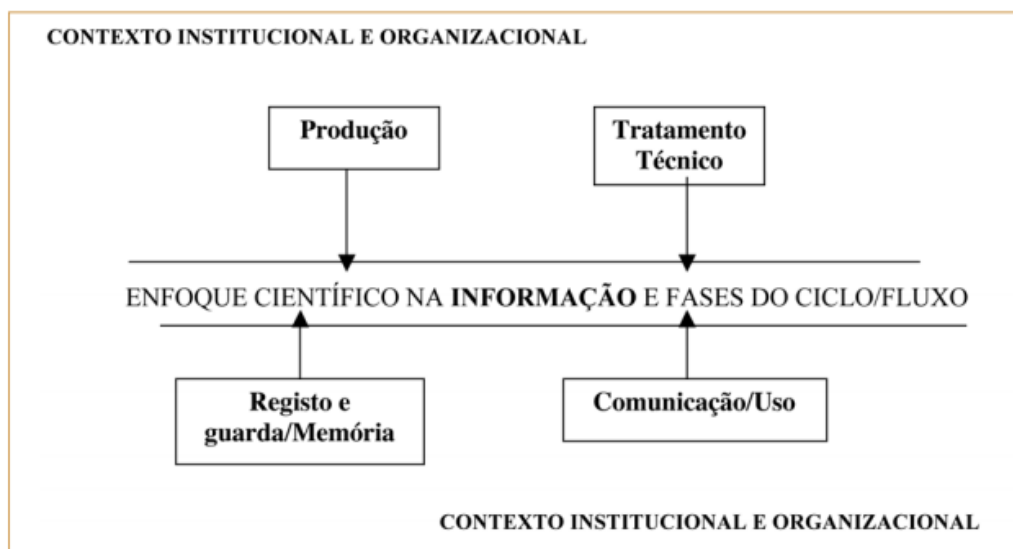 CONTEXTO INSTITUCIONAL E ORGANIZACIONAL
Produção
Tratamento
Técnico
ENFOQUE CIENTÍFICO NA INFORMAÇÃO E FASES DO CICLO/FLUXO
Registo e
guarda/Memória
Comunicação/Uso
CONTEXTO INSTITUCIONAL E ORGANIZACIONAL